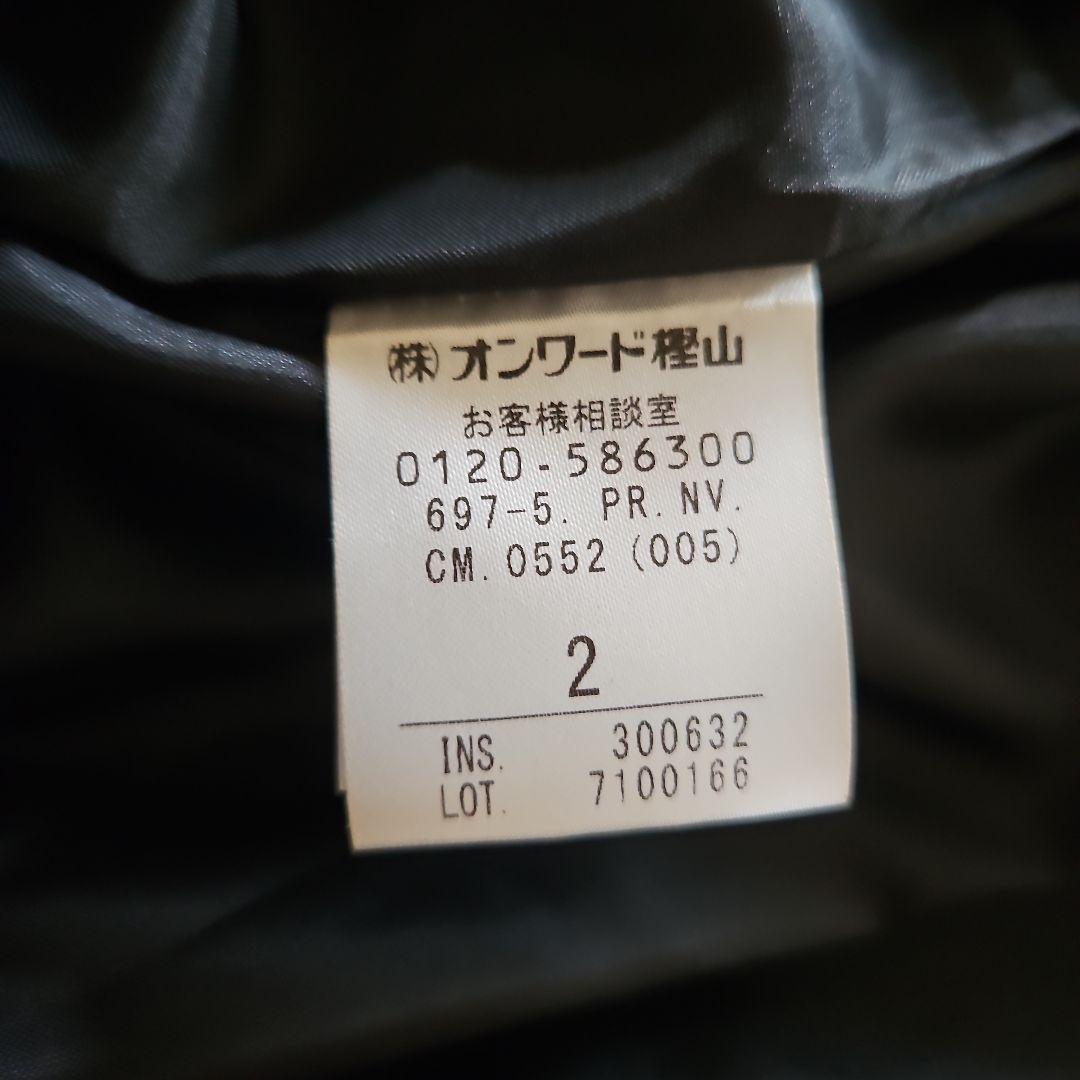 (株)オンワード樫山
お客様相談室
0120-586300
697-5. PR. NV.
CM. 0552 (005)
2
INS. 300632
LOT. 7100166